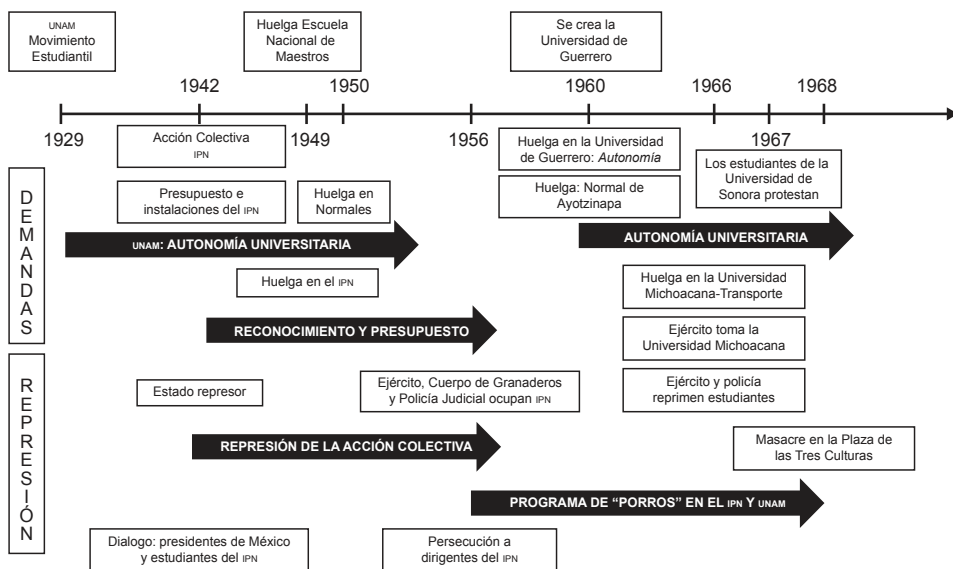 UNAM
Movimiento
Estudiantil
Huelga Escuela
Nacional de
Maestros
Se crea la
Universidad de
Guerrero
1942
1950
1960
1966
1968
1929
1949
1956
1967
Acción Colectiva
IPN
Huelga en la Universidad
de Guerrero: Autonomía
Los estudiantes de la
Universidad de
Sonora protestan
DEMANDAS
Presupuesto e
instalaciones del IPN
Huelga en
Normales
Huelga: Normal de
Ayotzinapa
UNAM: AUTONOMÍA UNIVERSITARIA
AUTONOMÍA UNIVERSITARIA
Huelga en el IPN
Huelga en la Universidad
Michoacana-Transporte
RECONOCIMIENTO Y PRESUPUESTO
Ejército toma la
Universidad Michoacana
REPRESIÓN
Estado represor
Ejército, Cuerpo de Granaderos
y Policía Judicial ocupan IPN
Ejército y policía
reprimen estudiantes
REPRESIÓN DE LA ACCIÓN COLECTIVA
Masacre en la Plaza de
las Tres Culturas
PROGRAMA DE “PORROS” EN EL IPN Y UNAM
Dialogo: presidentes de México
y estudiantes del IPN
Persecución a
dirigentes del IPN